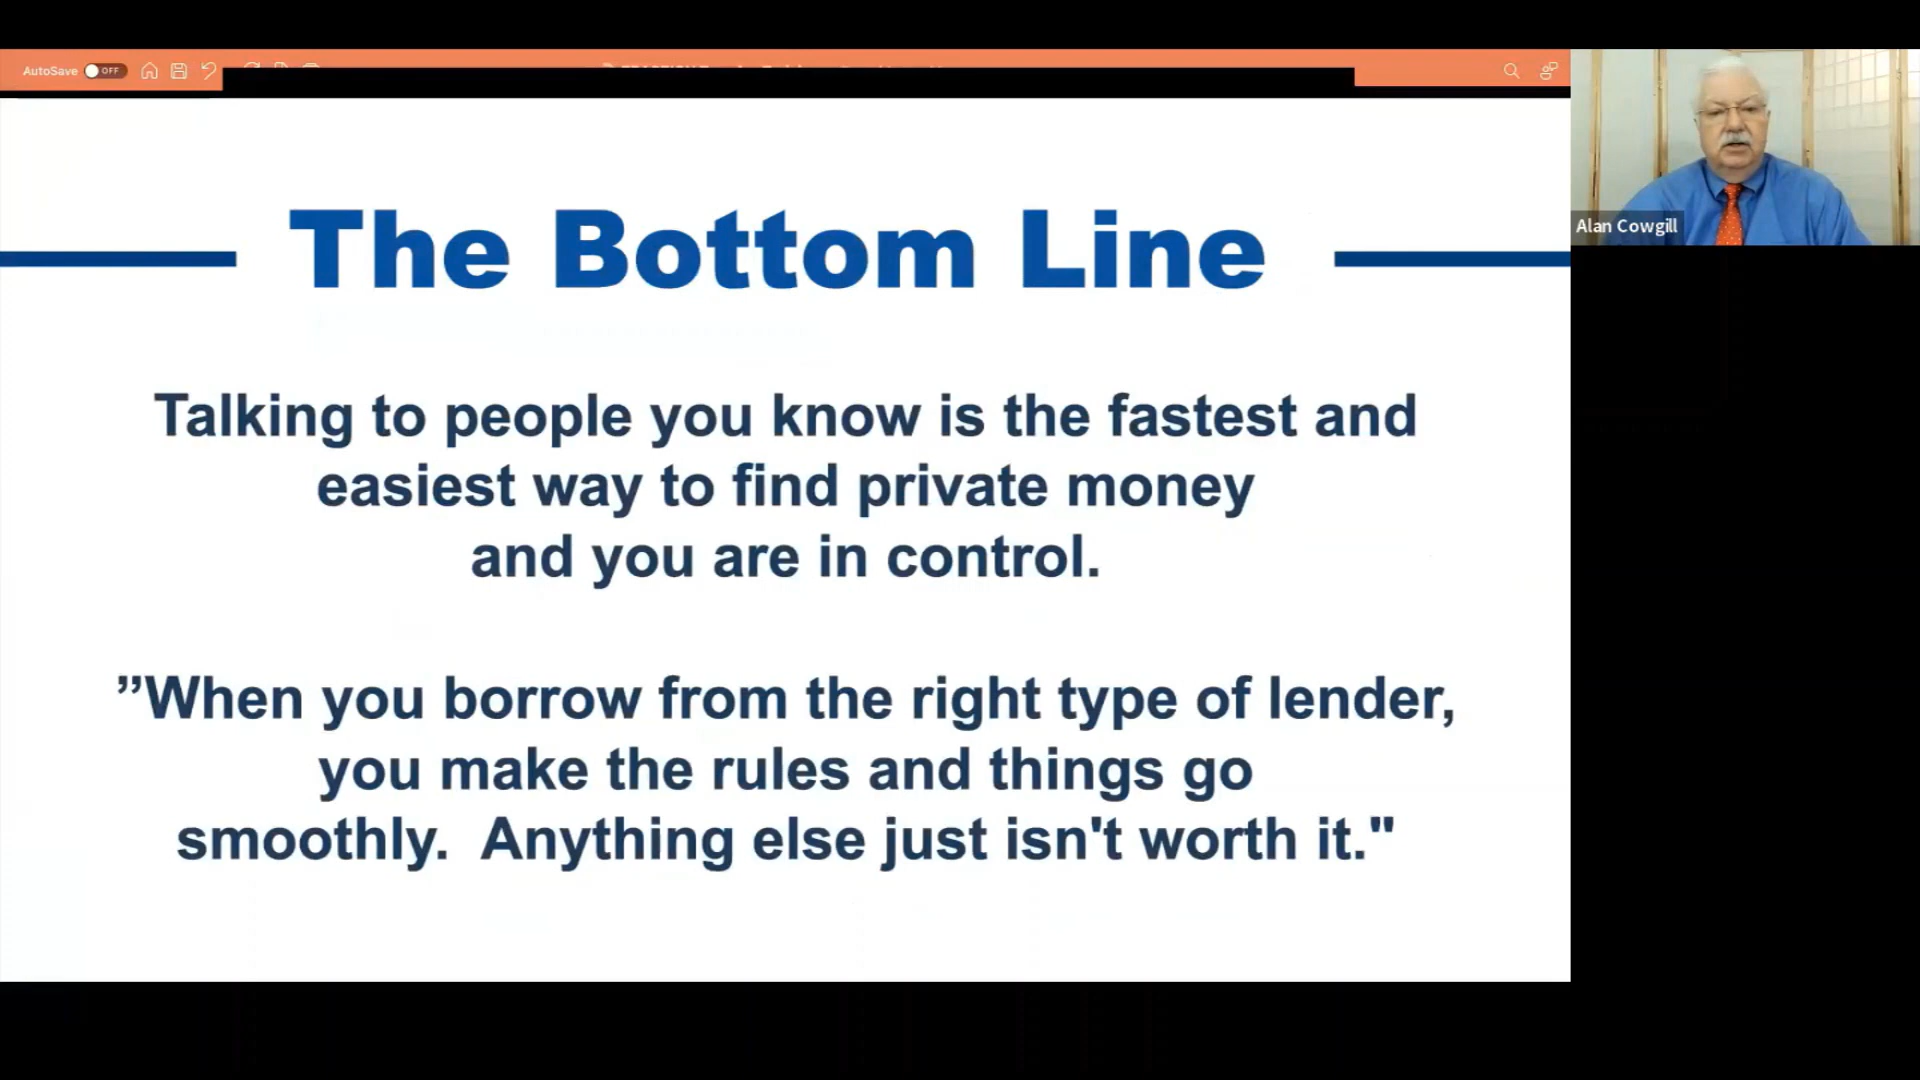 AutoSave OFF
Alan Cowgill
The Bottom Line
Talking to people you know is the fastest and
easiest way to find private money
and you are in control.
”When you borrow from the right type of lender,
you make the rules and things go
smoothly.  Anything else just isn't worth it."